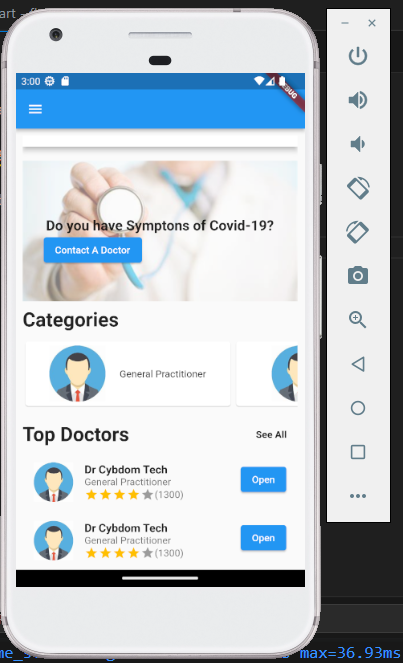 art
3:00
DEBUG
Do you have Symptons of Covid-19?
Contact A Doctor
Categories
General Practitioner
Top Doctors
See All
Dr Cybdom Tech
General Practitioner
(1300)
Open
Dr Cybdom Tech
General Practitioner
(1300)
Open
max=36.93ms